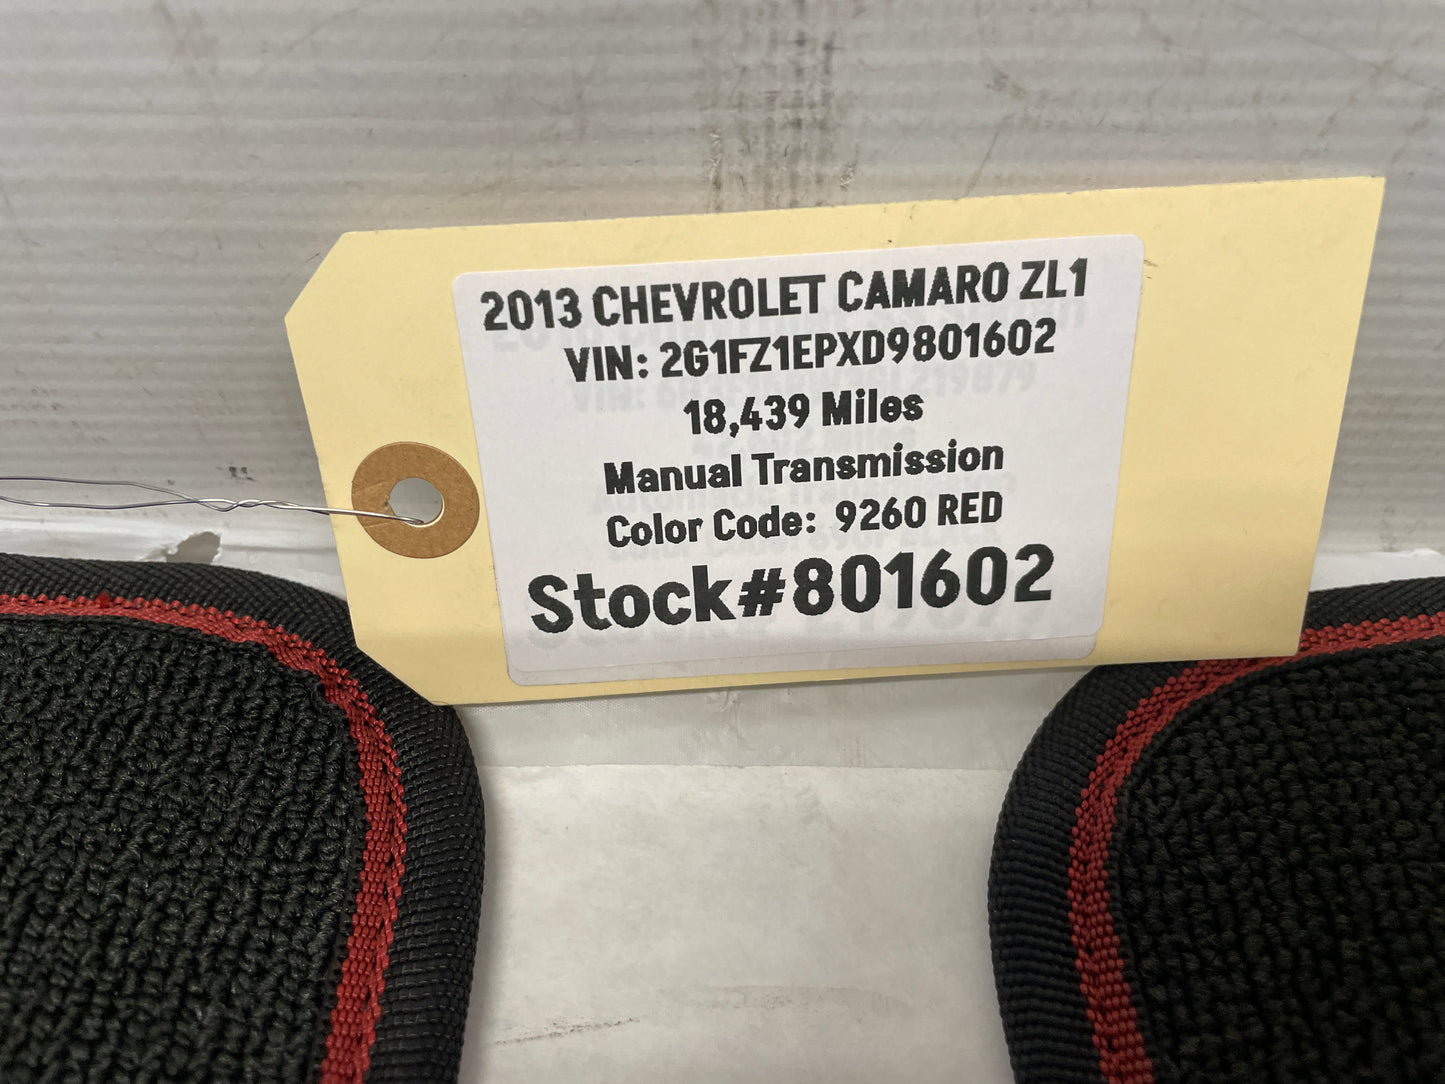 2013 CHEVROLET CAMARO ZL1
VIN: 2G1FZ1EPXD9801602
18,439 Miles
Manual Transmission
Color Code: 9260 RED
Stock#801602